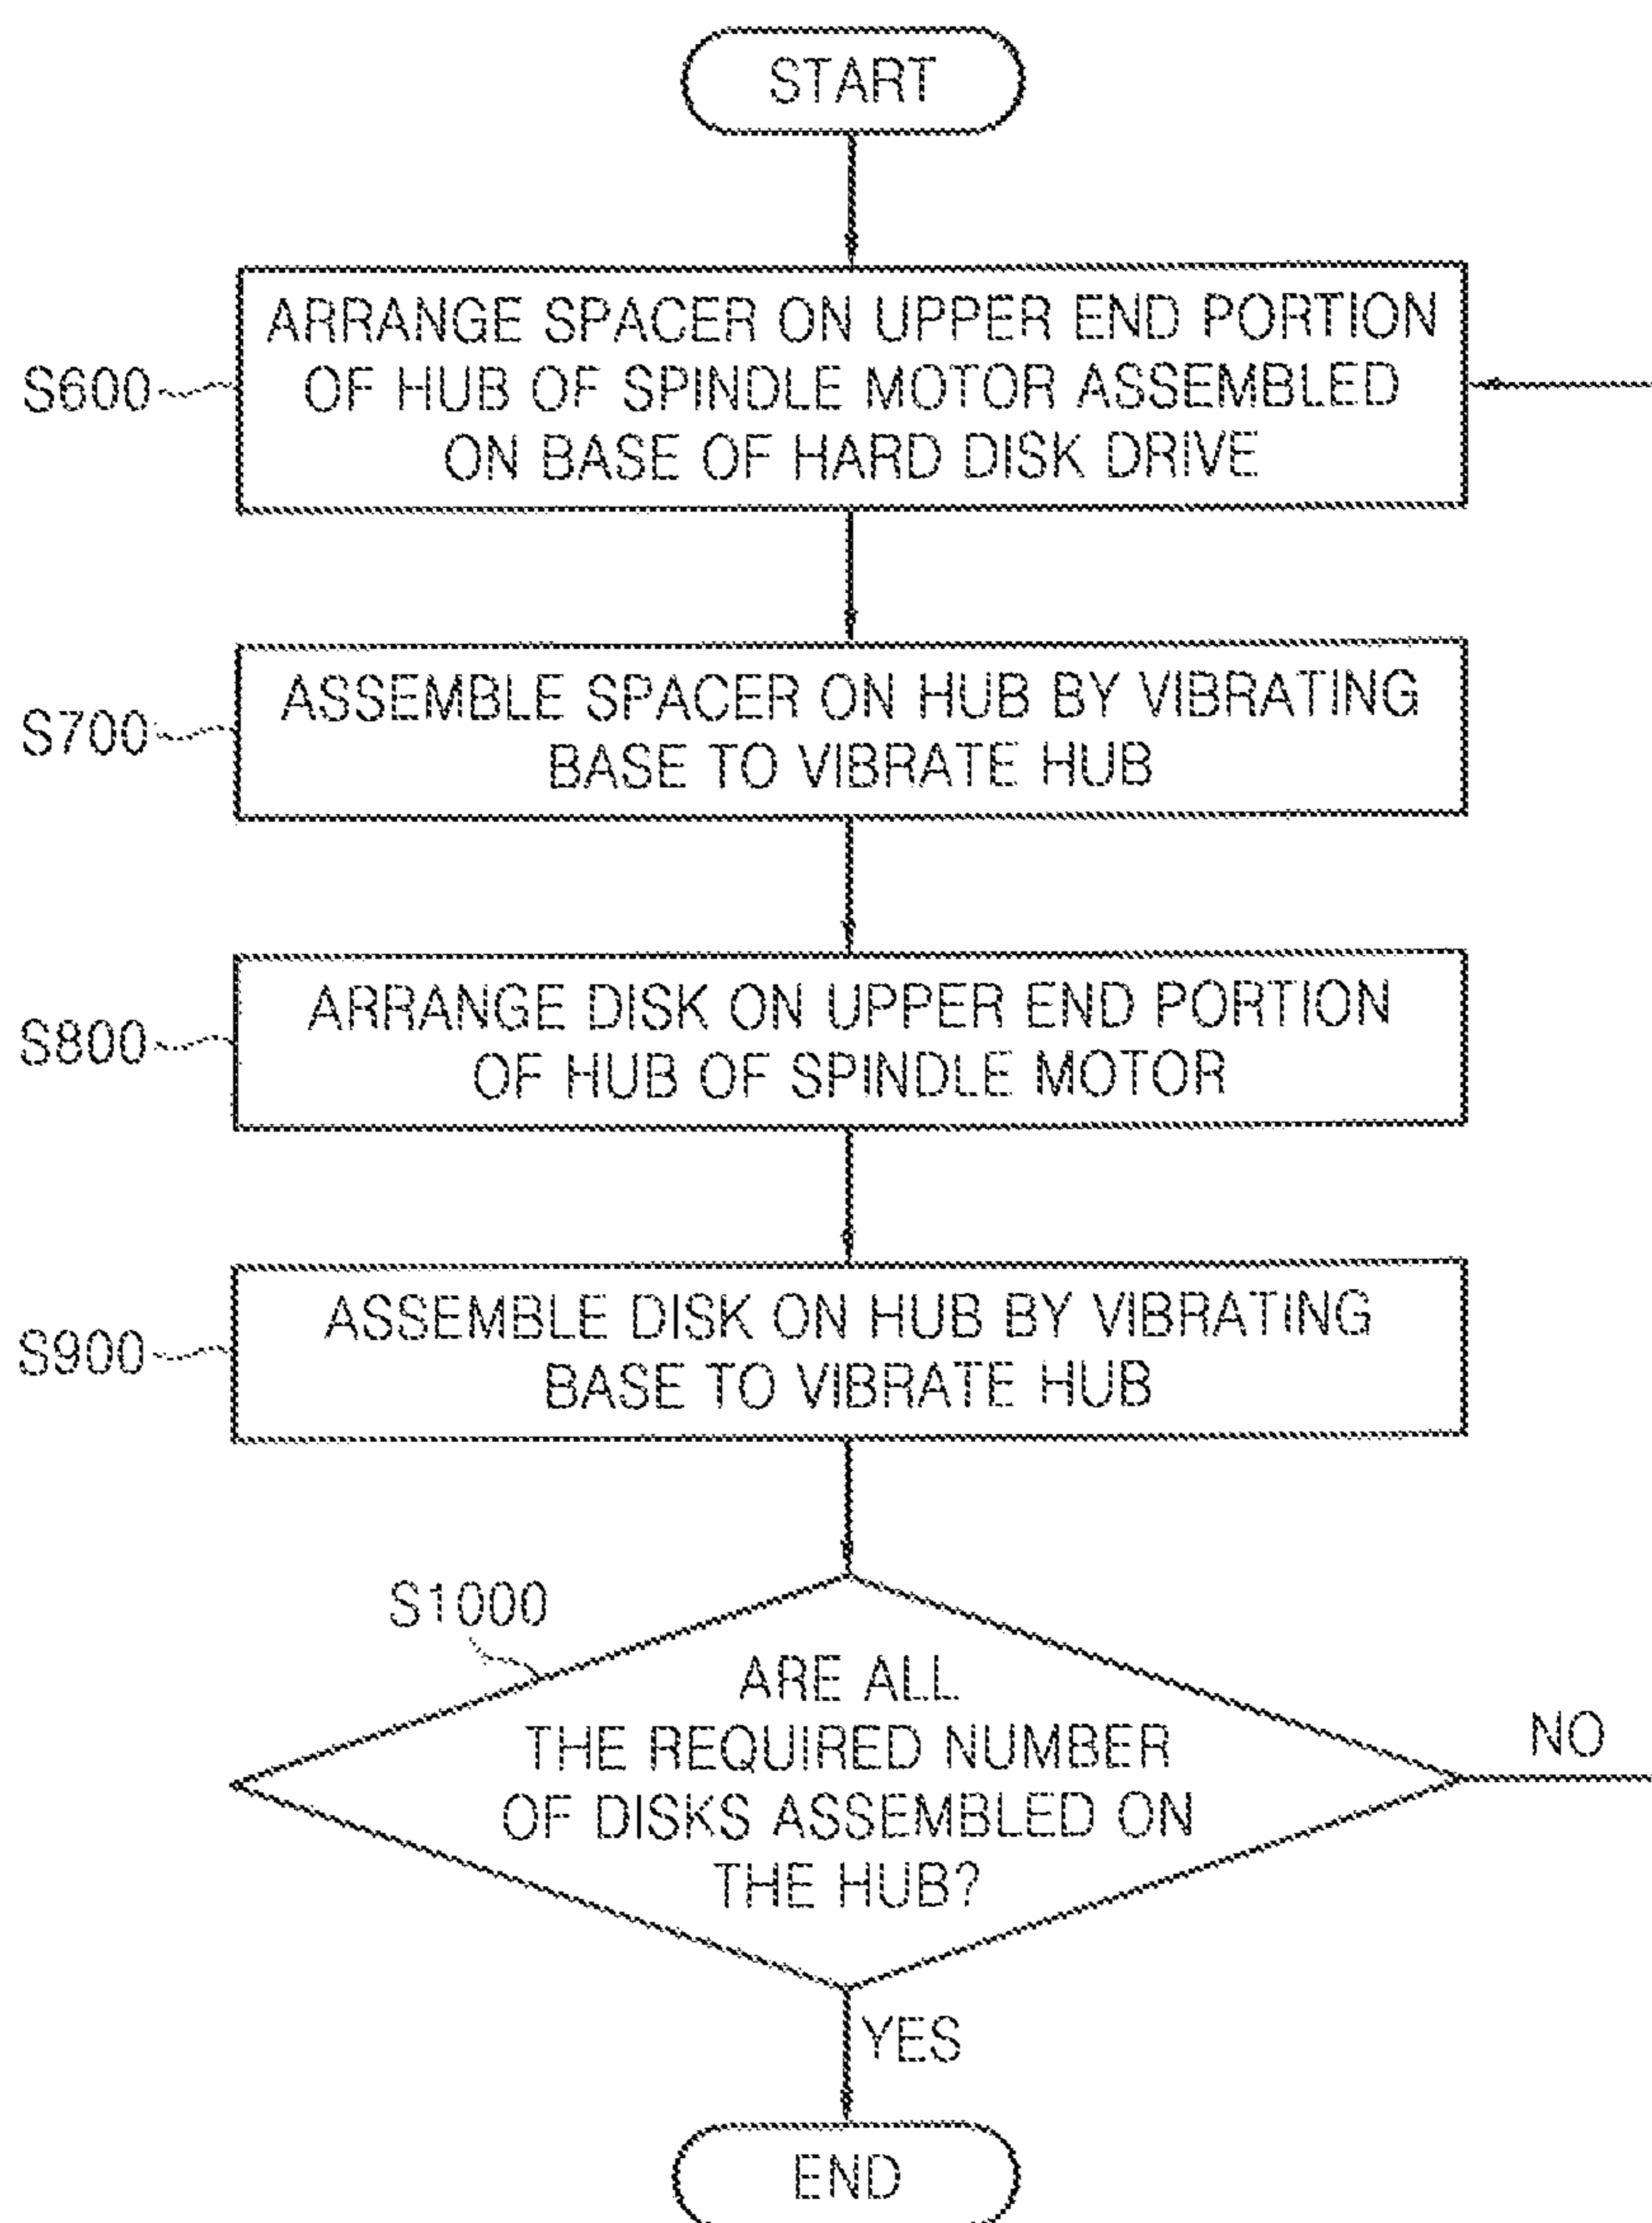 START
ARRANGE SPACER ON UPPER END PORTION
OF HUB OF SPINDLE MOTOR ASSEMBLED
ON BASE OF HARD DISK DRIVE
S600
ASSEMBLE SPACER ON HUB BY VIBRATING
BASE TO VIBRATE HUB
S700
ARRANGE DISK ON UPPER END PORTION
OF HUB OF SPINDLE MOTOR
S800
ASSEMBLE DISK ON HUB BY VIBRATING
BASE TO VIBRATE HUB
S900
S1000
ARE ALL
THE REQUIRED NUMBER
OF DISKS ASSEMBLED ON
THE HUB?
NO
YES
END